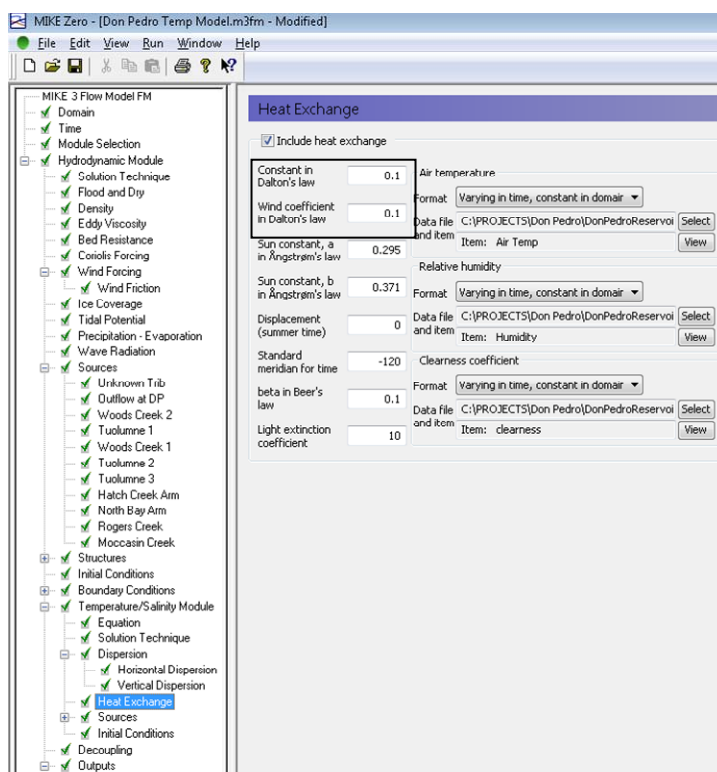 MIKE Zero - [Don Pedro Temp Model.m3fm - Modified]
File Edit View Run Window Help
MIKE 3 Flow Model FM
Domain
Time
Module Selection
Hydrodynamic Module
Solution Technique
Flood and Dry
Density
Eddy Viscosity
Bed Resistance
Coriolis Forcing
Wind Forcing
Wind Friction
Ice Coverage
Tidal Potential
Precipitation - Evaporation
Wave Radiation
Sources
Unknown Trib
Outflow at DP
Woods Creek 2
Tuolumne 1
Woods Creek 1
Tuolumne 2
Tuolumne 3
Hatch Creek Arm
North Bay Arm
Rogers Creek
Moccasin Creek
Structures
Initial Conditions
Boundary Conditions
Temperature/Salinity Module
Equation
Solution Technique
Dispersion
Horizontal Dispersion
Vertical Dispersion
Heat Exchange
Sources
Initial Conditions
Decoupling
Outputs
Heat Exchange
Include heat exchange
Constant in
Dalton's law
0.1
Wind coefficient
in Dalton's law
0.1
Sun constant, a
in Ångstrøm's law
0.295
Sun constant, b
in Ångstrøm's law
0.371
Displacement
(summer time)
0
Standard
meridian for time
-120
beta in Beer's
law
0.1
Light extinction
coefficient
10
Air temperature
Format Varying in time, constant in domair
Data file C:\PROJECTS\Don Pedro\DonPedroReservoi Select
and item Item: Air Temp View
Relative humidity
Format Varying in time, constant in domair
Data file C:\PROJECTS\Don Pedro\DonPedroReservoi Select
and item Item: Humidity View
Clearness coefficient
Format Varying in time, constant in domair
Data file C:\PROJECTS\Don Pedro\DonPedroReservoi Select
and item Item: clearness View